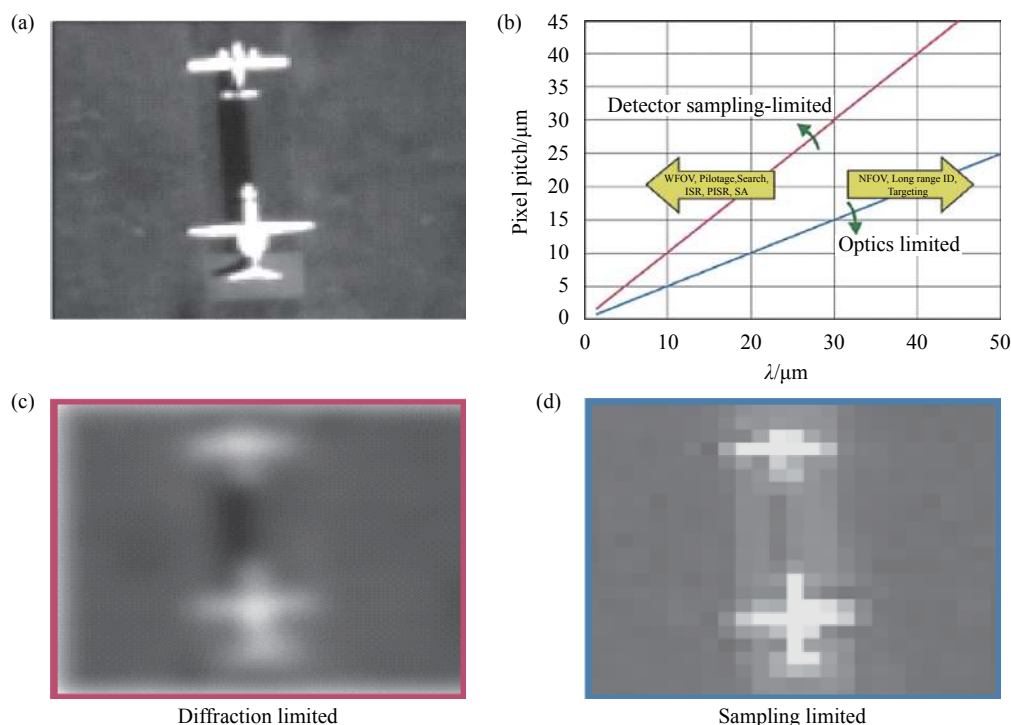 (a)
(b)
45
40
35
30
25
20
15
10
5
0
Pixel pitch/μm
Detector sampling-limited
WFOV, Pilotage,Search,
ISR, PISR, SA
NFOV, Long range ID,
Targeting
Optics limited
0 10 20 30 40 50
λ/μm
(c)
(d)
Diffraction limited
Sampling limited